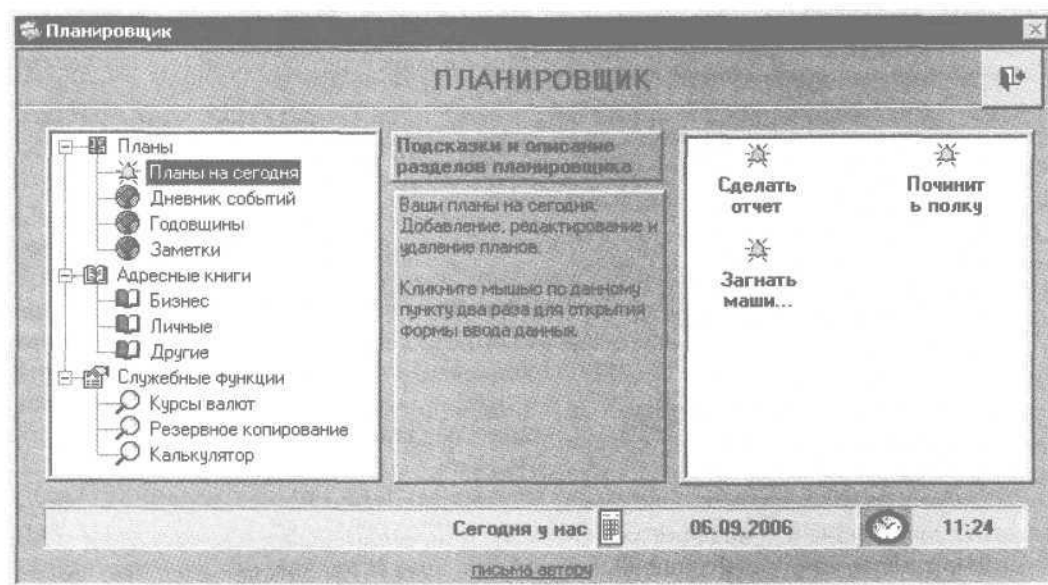 Планировщик
ПЛАНИРОВЩИК
Планы
Планы на сегодня
Дневник событий
Годовщины
Заметки
Адресные книги
Бизнес
Личные
Другие
Служебные функции
Курсы валют
Резервное копирование
Калькулятор
Подсказки и описание
разделов планировщика
Ваши планы на сегодня.
Добавление, редактирование и
удаление планов.
Кликните мышью по данному
пункту два раза для открытия
формы ввода данных.
Сделать
отчет
Починит
ь полку
Загнать
маши...
Сегодня у нас
06.09.2006
11:24
письмо автору